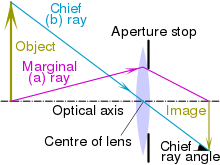 Chief
(b) ray
Aperture stop
Object
Marginal
(a) ray
Optical axis
Image
Centre of lens
Chief
ray angle